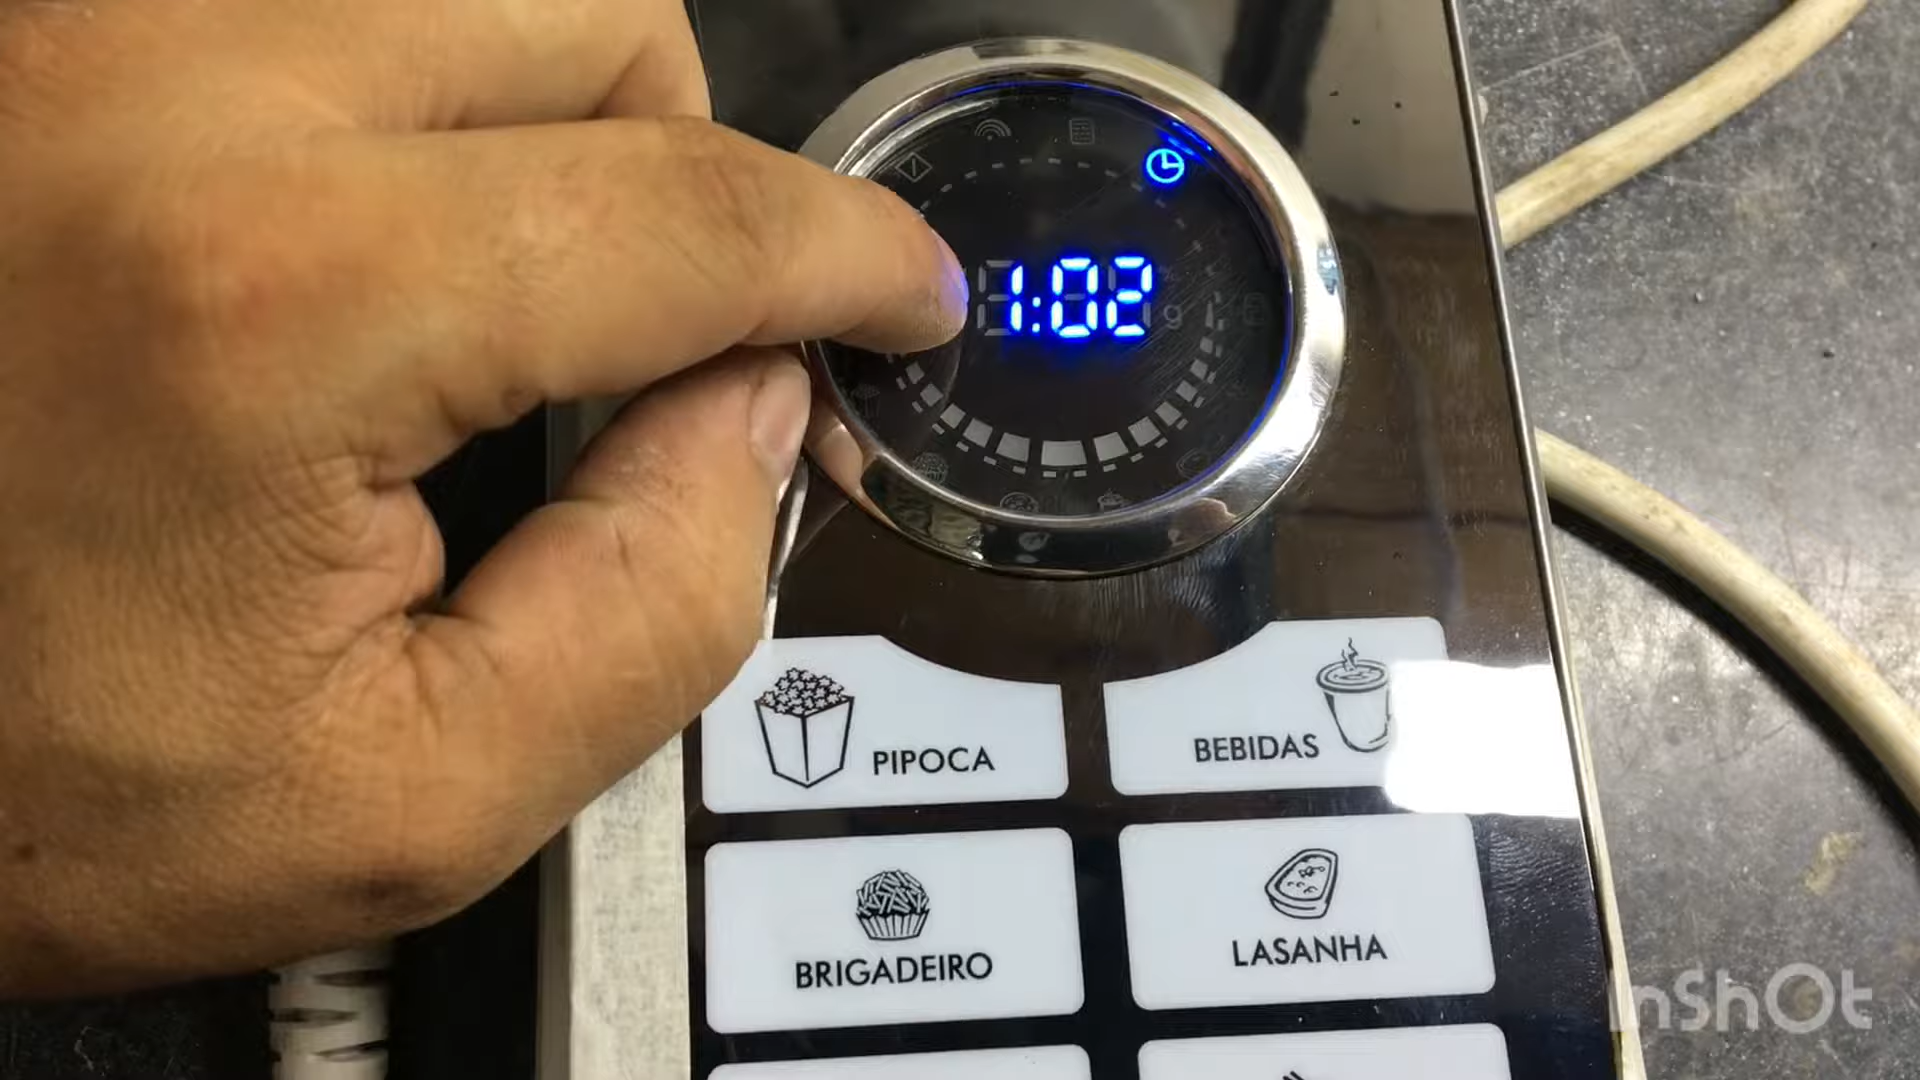 1:02
g
PIPOCA
BEBIDAS
BRIGADEIRO
LASANHA
InShOt